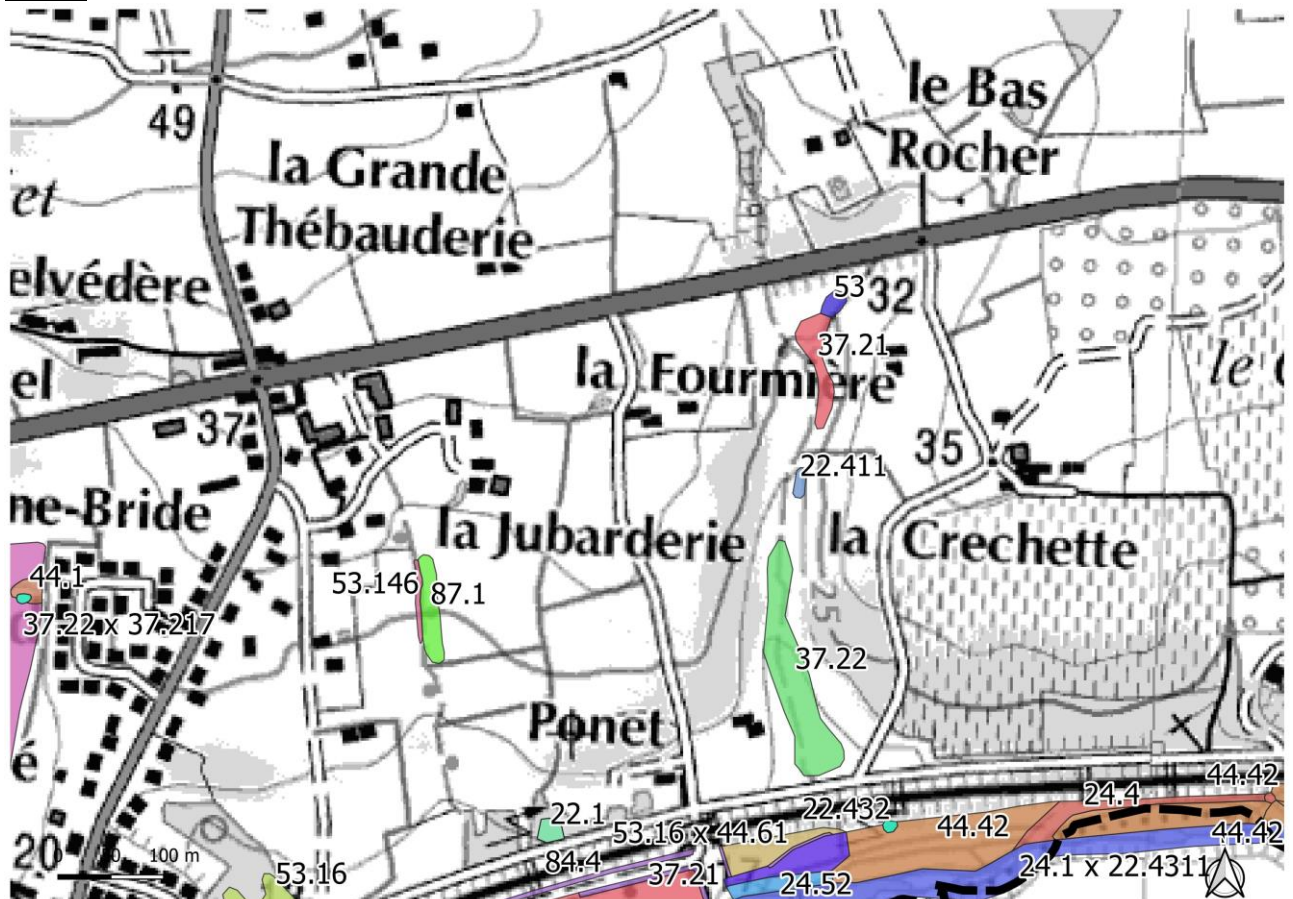 49
le Bas
Rocher
la Grande
Thébauderie
et
elvédère
53
32
37.21
la Fourmière
el
le
37
35
22.411
ne-Bride
la Jubarderie
la Crechette
44.1
53.146
87.1
37.22 x 37.217
25
37.22
Ponet
é
44.42
24.4
22.432
22.1
53.16 x 44.61
44.42
44.42
20
100 m
84.4
37.21
24.1 x 22.4311
53.16
24.52